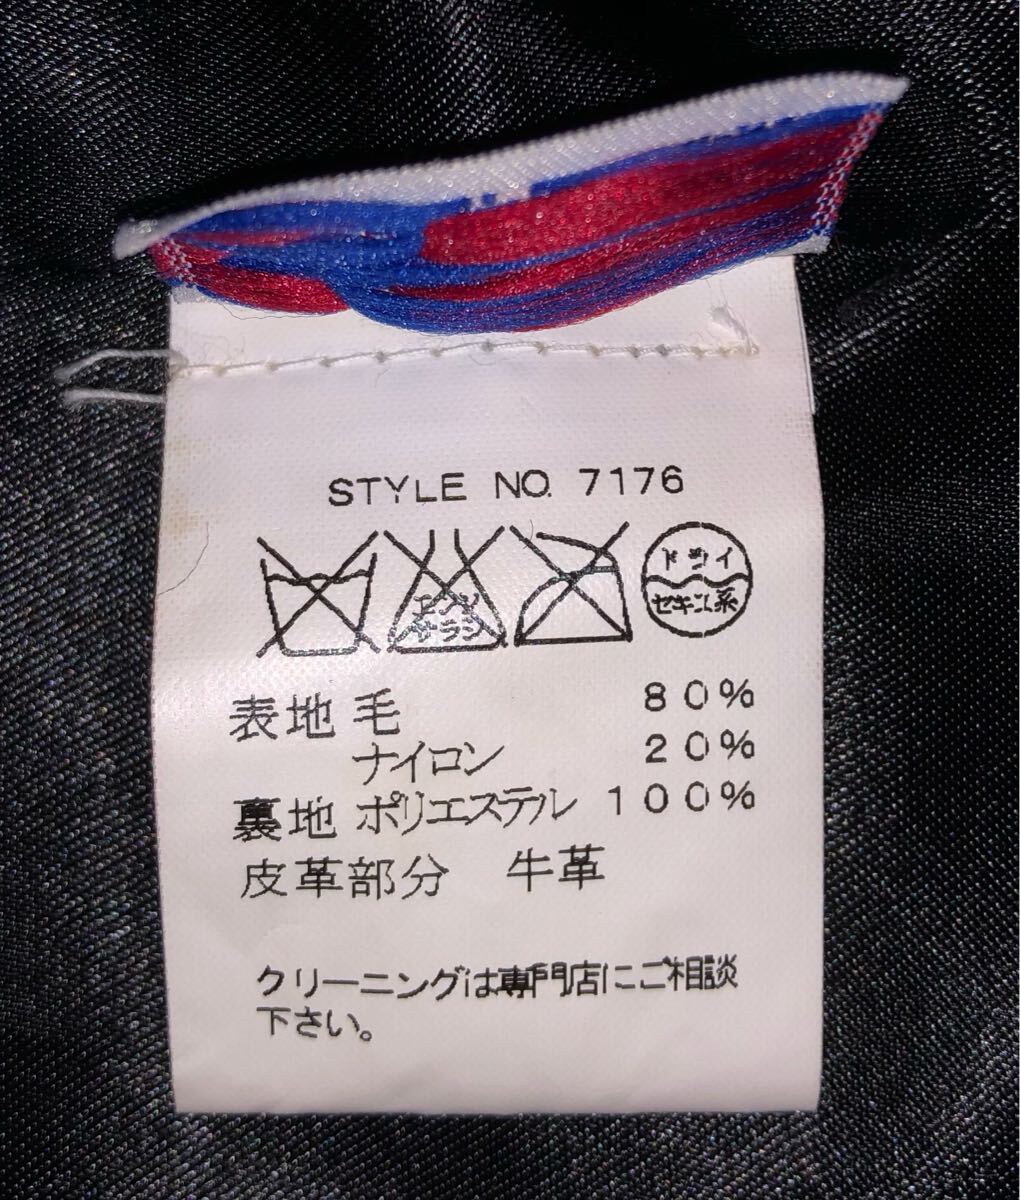 STYLE NO. 7176
エンソ
サラシ
ドライ
セキユ系
表地 毛 80%
ナイロン 20%
裏地 ポリエステル 100%
皮革部分 牛革
クリーニングは専門店にご相談
下さい。